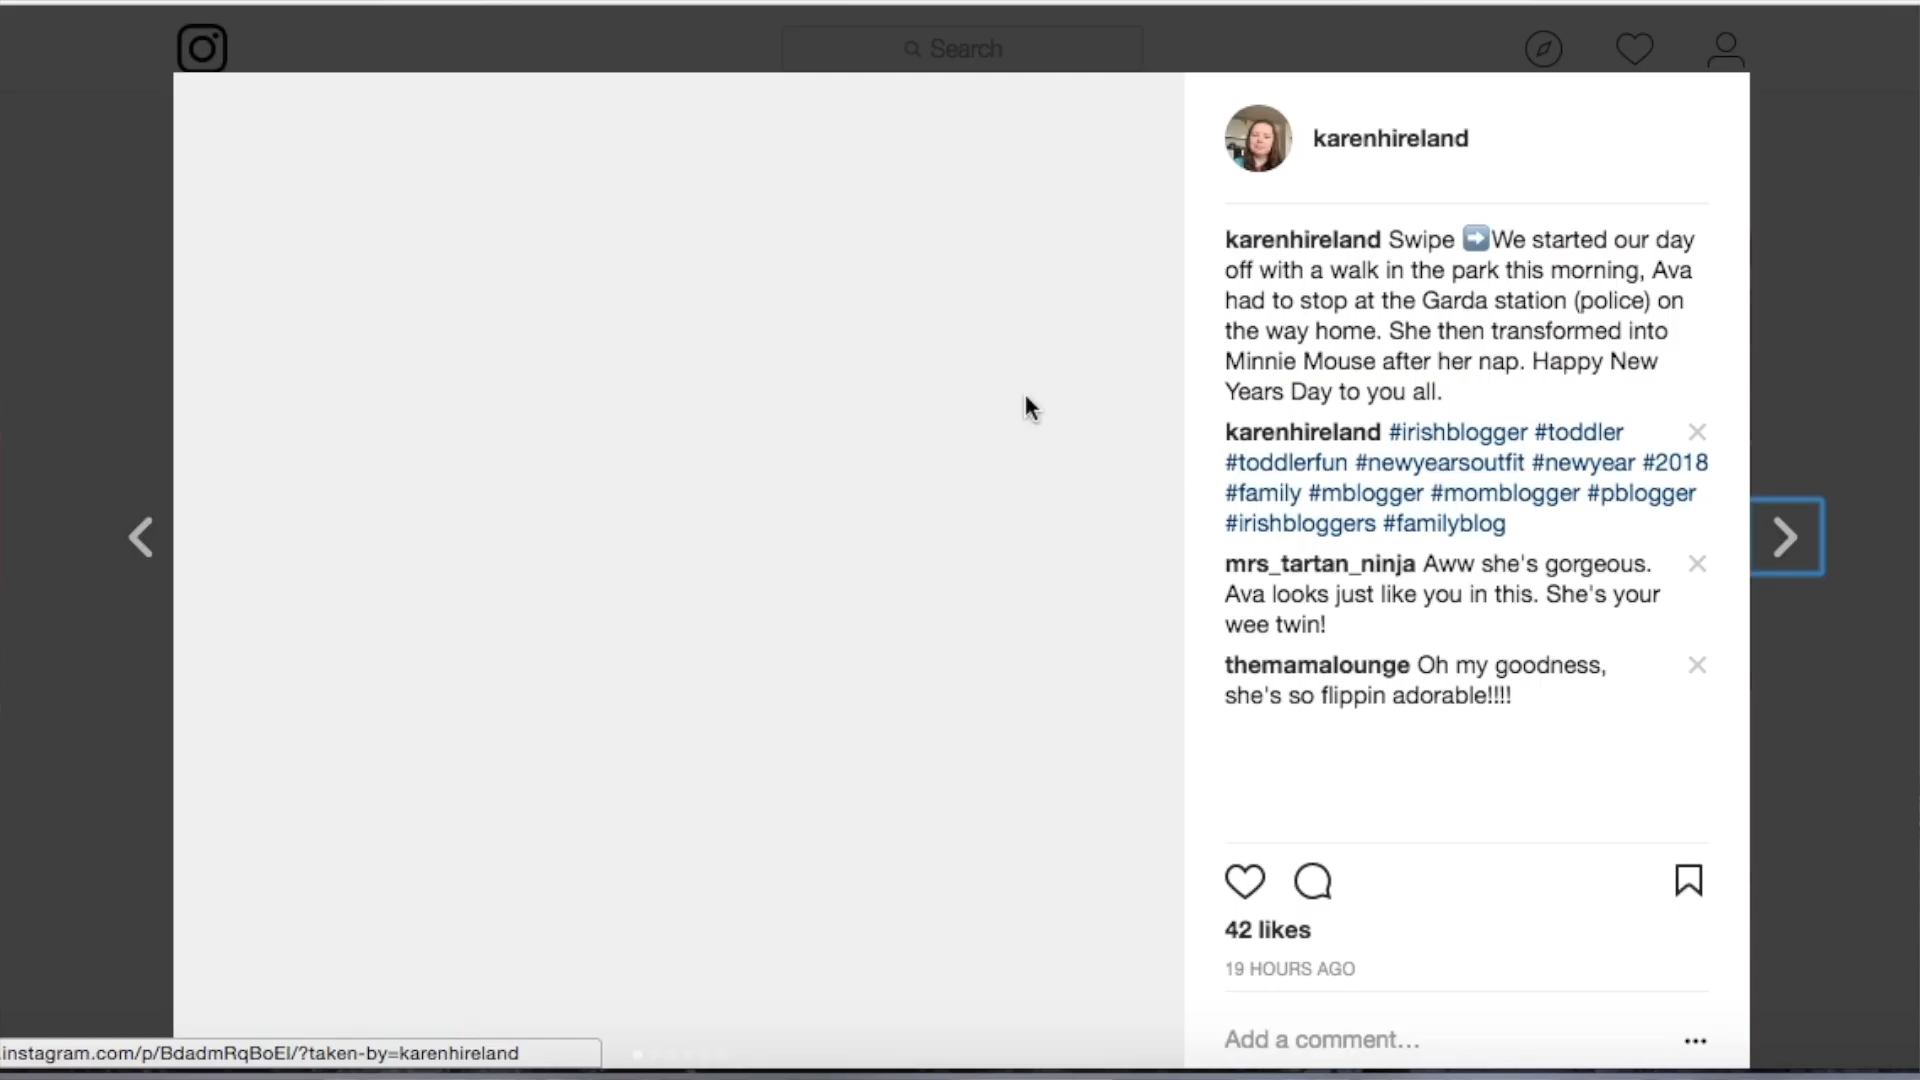 Search
karenhireland
karenhireland Swipe ➡️We started our day
off with a walk in the park this morning, Ava
had to stop at the Garda station (police) on
the way home. She then transformed into
Minnie Mouse after her nap. Happy New
Years Day to you all.
karenhireland #irishblogger #toddler
#toddlerfun #newyearsoutfit #newyear #2018
#family #mblogger #momblogger #pblogger
#irishbloggers #familyblog
mrs_tartan_ninja Aww she's gorgeous.
Ava looks just like you in this. She's your
wee twin!
themamalounge Oh my goodness,
she's so flippin adorable!!!!
42 likes
19 HOURS AGO
Add a comment...
instagram.com/p/BdadmRqBoEI/?taken-by=karenhireland